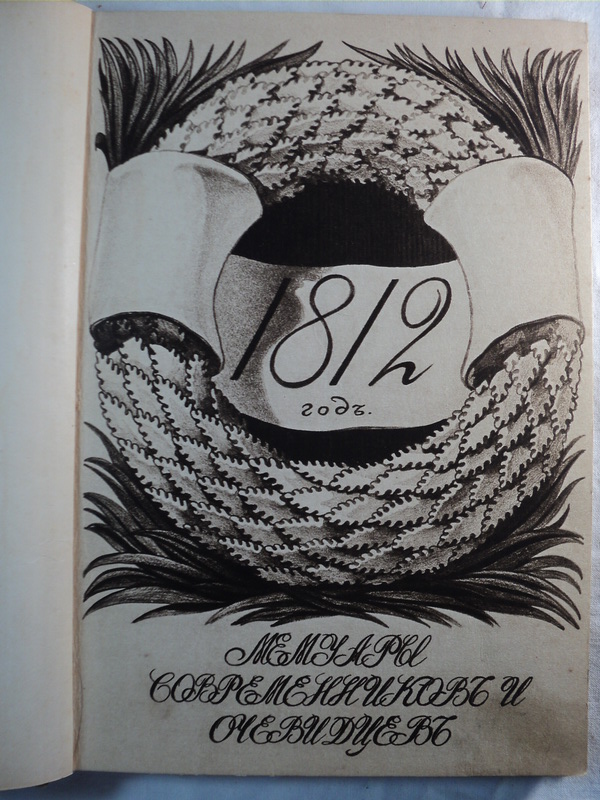 1812
годъ.
МЕМУАРЫ
СОВРЕМЕННИКОВЪ И
ОЧЕВИДЦЕВЪ